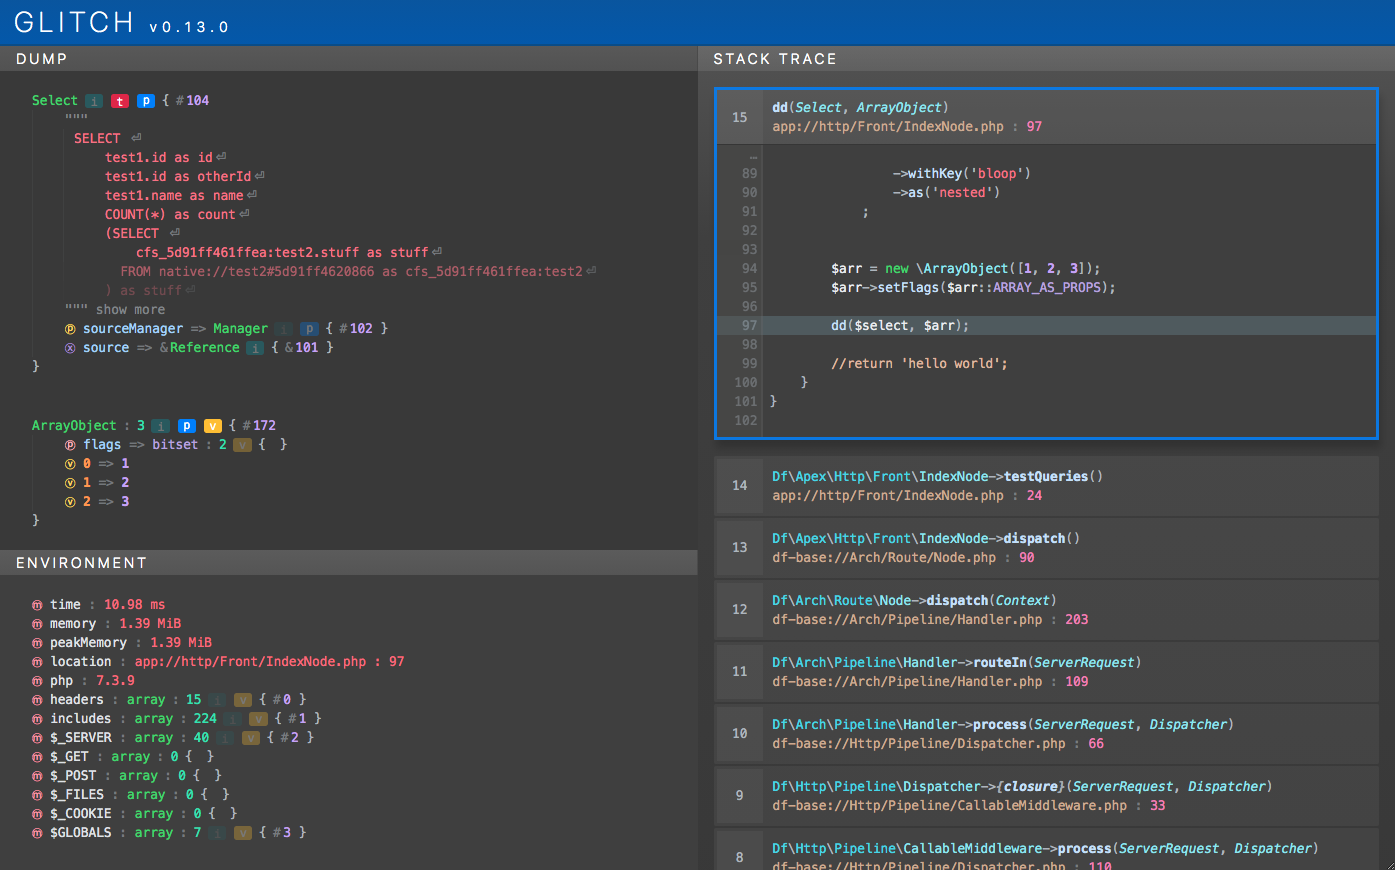 GLITCH v0.13.0
DUMP
Select i t p { #104
"""
SELECT ⏎
test1.id as id⏎
test1.id as otherId⏎
test1.name as name⏎
COUNT(*) as count⏎
(SELECT ⏎
cfs_5d91ff461ffea:test2.stuff as stuff⏎
FROM native://test2#5d91ff4620866 as cfs_5d91ff461ffea:test2⏎
) as stuff⏎
""" show more
p sourceManager => Manager i p { #102 }
x source => &Reference i { &101 }
}
ArrayObject : 3 i p v { #172
p flags => bitset : 2 v { }
v 0 => 1
v 1 => 2
v 2 => 3
}
ENVIRONMENT
m time : 10.98 ms
m memory : 1.39 MiB
m peakMemory : 1.39 MiB
m location : app://http/Front/IndexNode.php : 97
m php : 7.3.9
m headers : array : 15 i v { #0 }
m includes : array : 224 i v { #1 }
m $_SERVER : array : 40 i v { #2 }
m $_GET : array : 0 { }
m $_POST : array : 0 { }
m $_FILES : array : 0 { }
m $_COOKIE : array : 0 { }
m $GLOBALS : array : 7 i v { #3 }
STACK TRACE
15 dd(Select, ArrayObject)
app://http/Front/IndexNode.php : 97
…
89 ->withKey('bloop')
90 ->as('nested')
91 ;
92
93
94 $arr = new \ArrayObject([1, 2, 3]);
95 $arr->setFlags($arr::ARRAY_AS_PROPS);
96
97 dd($select, $arr);
98
99 //return 'hello world';
100 }
101 }
102
14 Df\Apex\Http\Front\IndexNode->testQueries()
app://http/Front/IndexNode.php : 24
13 Df\Apex\Http\Front\IndexNode->dispatch()
df-base://Arch/Route/Node.php : 90
12 Df\Arch\Route\Node->dispatch(Context)
df-base://Arch/Pipeline/Handler.php : 203
11 Df\Arch\Pipeline\Handler->routeIn(ServerRequest)
df-base://Arch/Pipeline/Handler.php : 109
10 Df\Arch\Pipeline\Handler->process(ServerRequest, Dispatcher)
df-base://Http/Pipeline/Dispatcher.php : 66
9 Df\Http\Pipeline\Dispatcher->{closure}(ServerRequest, Dispatcher)
df-base://Http/Pipeline/CallableMiddleware.php : 33
8 Df\Http\Pipeline\CallableMiddleware->process(ServerRequest, Dispatcher)
df-base://Http/Pipeline/Dispatcher.php : 110